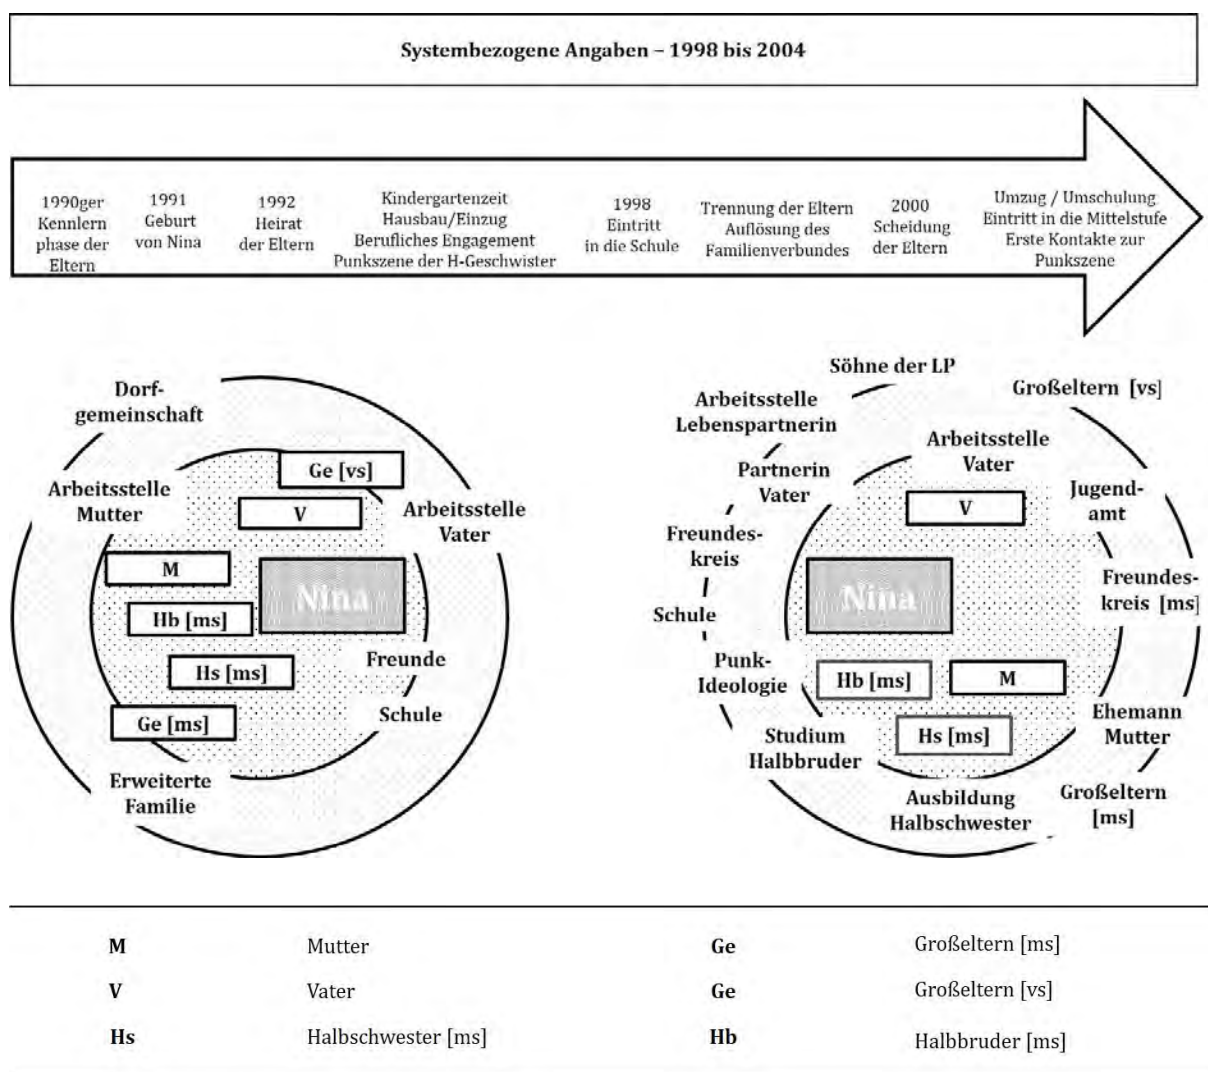 Systembezogene Angaben – 1998 bis 2004
1990ger
Kennlern
phase der
Eltern
1991
Geburt
von Nina
1992
Heirat
der Eltern
Kindergartenzeit
Hausbau/Einzug
Berufliches Engagement
Punkszene der H-Geschwister
1998
Eintritt
in die Schule
Trennung der Eltern
Auflösung des
Familienverbundes
2000
Scheidung
der Eltern
Umzug / Umschulung
Eintritt in die Mittelstufe
Erste Kontakte zur
Punkszene
Dorf-
gemeinschaft
Ge [vs]
Arbeitsstelle
Mutter
V
Arbeitsstelle
Vater
M
Nina
Hb [ms]
Hs [ms]
Freunde
Ge [ms]
Schule
Erweiterte
Familie
Söhne der LP
Großeltern [vs]
Arbeitsstelle
Lebenspartnerin
Arbeitsstelle
Vater
Partnerin
Vater
V
Jugend-
amt
Freundes-
kreis
Nina
Freundes-
kreis [ms]
Schule
Punk-
Ideologie
Hb [ms]
M
Studium
Halbbruder
Hs [ms]
Ehemann
Mutter
Ausbildung
Halbschwester
Großeltern
[ms]
M Mutter Ge Großeltern [ms]
V Vater Ge Großeltern [vs]
Hs Halbschwester [ms] Hb Halbbruder [ms]